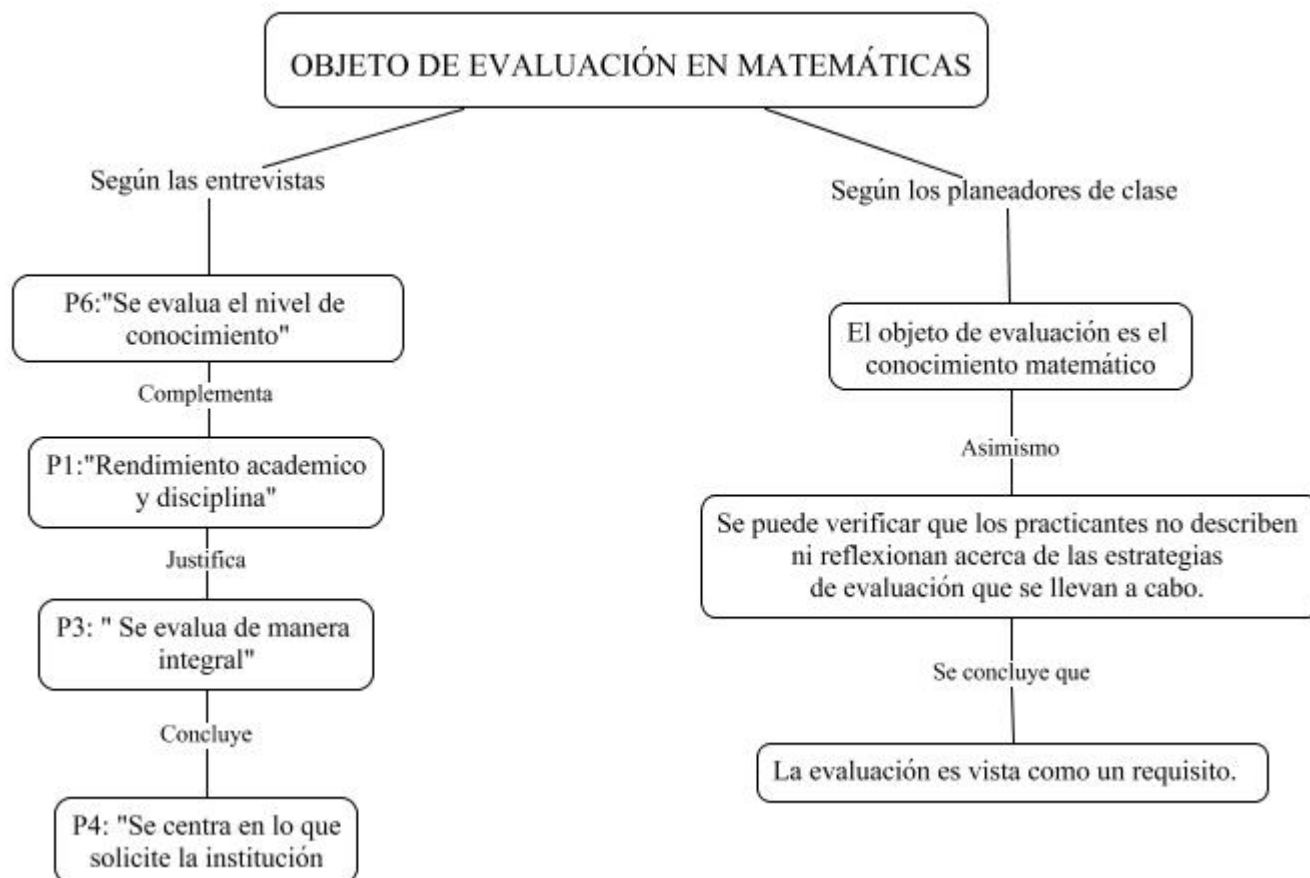 OBJETO DE EVALUACIÓN EN MATEMÁTICAS
Según las entrevistas
P6:"Se evalua el nivel de
conocimiento"
Complementa
P1:"Rendimiento academico
y disciplina"
Justifica
P3: " Se evalua de manera
integral"
Concluye
P4: "Se centra en lo que
solicite la institución
Según los planeadores de clase
El objeto de evaluación es el
conocimiento matemático
Asimismo
Se puede verificar que los practicantes no describen
ni reflexionan acerca de las estrategias
de evaluación que se llevan a cabo.
Se concluye que
La evaluación es vista como un requisito.